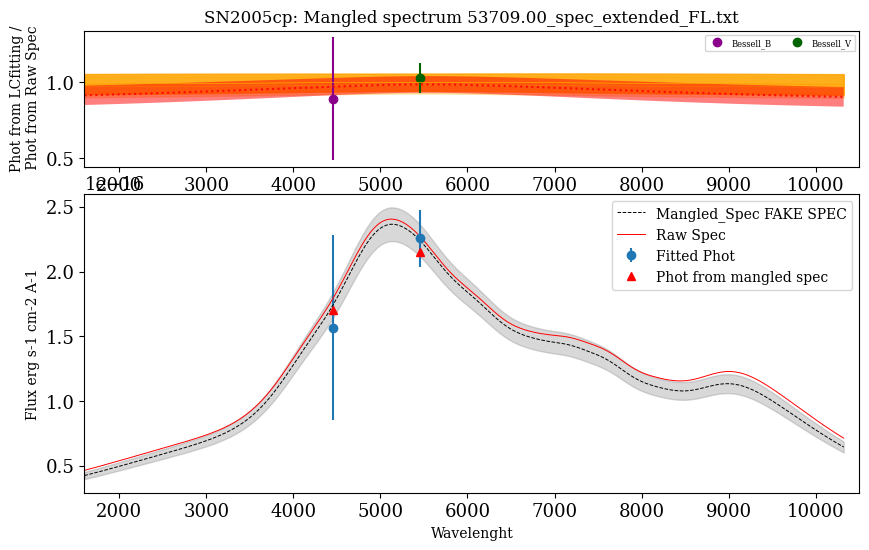 SN2005cp: Mangled spectrum 53709.00_spec_extended_FL.txt
Phot from LCfitting /
Phot from Raw Spec
1.0
0.5
Bessell_B
Bessell_V
2000 3000 4000 5000 6000 7000 8000 9000 10000
1e−16
Flux erg s-1 cm-2 A-1
2.5
2.0
1.5
1.0
0.5
Mangled_Spec FAKE SPEC
Raw Spec
Fitted Phot
Phot from mangled spec
2000 3000 4000 5000 6000 7000 8000 9000 10000
Wavelenght